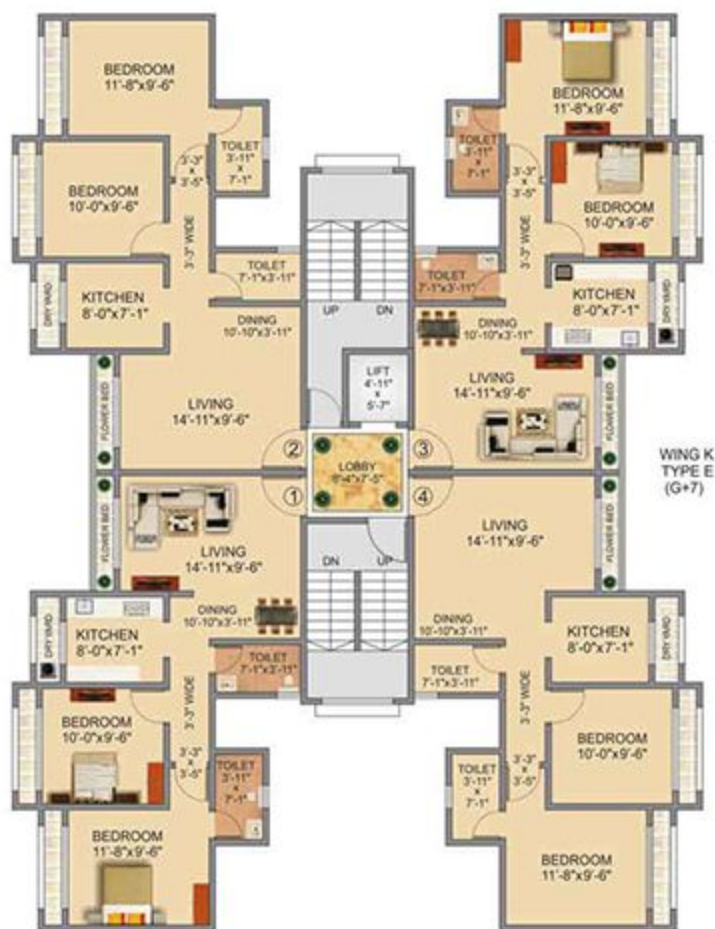 BEDROOM
11'-8"x9'-6"
TOILET
3'-11"
x
7'-1"
3'-3"
x
3'-5"
BEDROOM
10'-0"x9'-6"
3'-3" WIDE
TOILET
7'-1"x3'-11"
KITCHEN
8'-0"x7'-1"
DRY YARD
DINING
10'-10"x3'-11"
LIVING
14'-11"x9'-6"
FLOWER BED
2
BEDROOM
11'-8"x9'-6"
TOILET
3'-11"
x
7'-1"
3'-3"
x
3'-5"
BEDROOM
10'-0"x9'-6"
3'-3" WIDE
TOILET
7'-1"x3'-11"
KITCHEN
8'-0"x7'-1"
DRY YARD
DINING
10'-10"x3'-11"
LIVING
14'-11"x9'-6"
FLOWER BED
3
UP
DN
LIFT
4'-11"
x
5'-7"
LOBBY
WING K
TYPE E
(G+7)
1
FLOWER BED
LIVING
14'-11"x9'-6"
DINING
10'-10"x3'-11"
KITCHEN
8'-0"x7'-1"
DRY YARD
TOILET
7'-1"x3'-11"
3'-3" WIDE
BEDROOM
10'-0"x9'-6"
3'-3"
x
3'-5"
TOILET
3'-11"
x
7'-1"
BEDROOM
11'-8"x9'-6"
DN
UP
4
LIVING
14'-11"x9'-6"
FLOWER BED
DINING
10'-10"x3'-11"
KITCHEN
8'-0"x7'-1"
DRY YARD
TOILET
7'-1"x3'-11"
3'-3" WIDE
BEDROOM
10'-0"x9'-6"
3'-3"
x
3'-5"
TOILET
3'-11"
x
7'-1"
BEDROOM
11'-8"x9'-6"